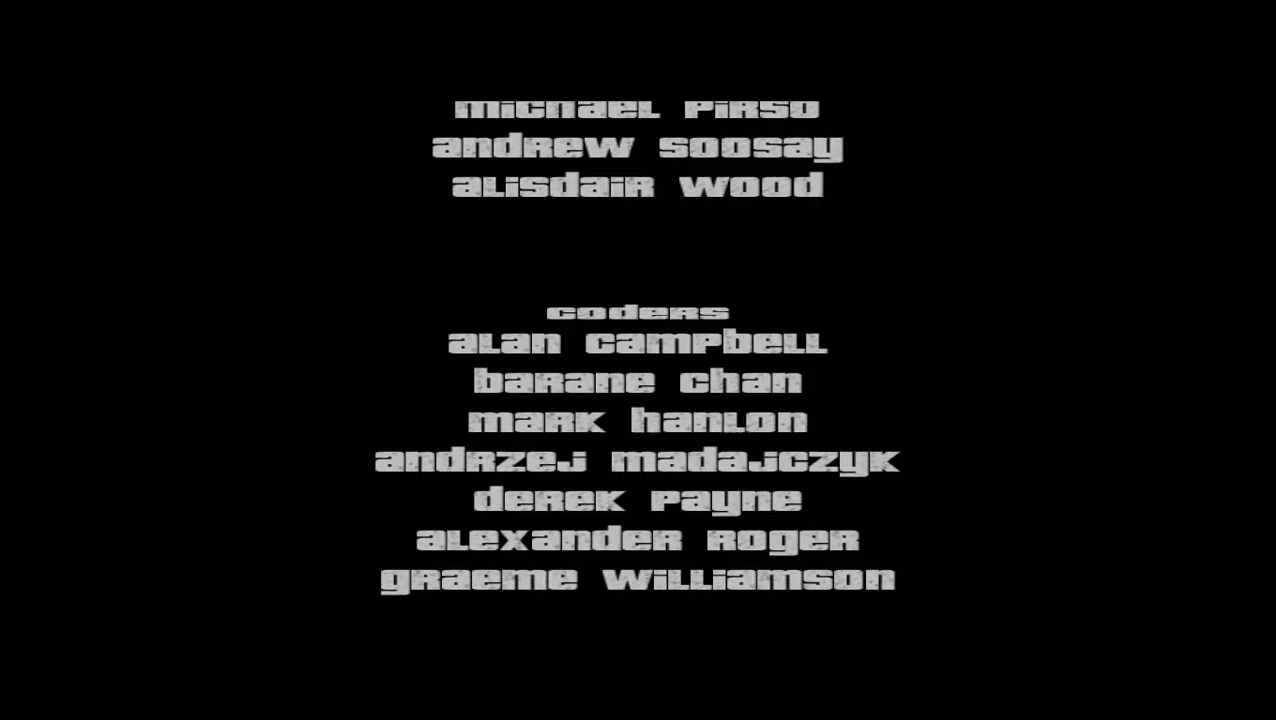 michael pirso
andrew soosay
alisdair wood
coders
alan campbell
barane chan
mark hanlon
andrzej madajczyk
derek payne
alexander roger
graeme williamson